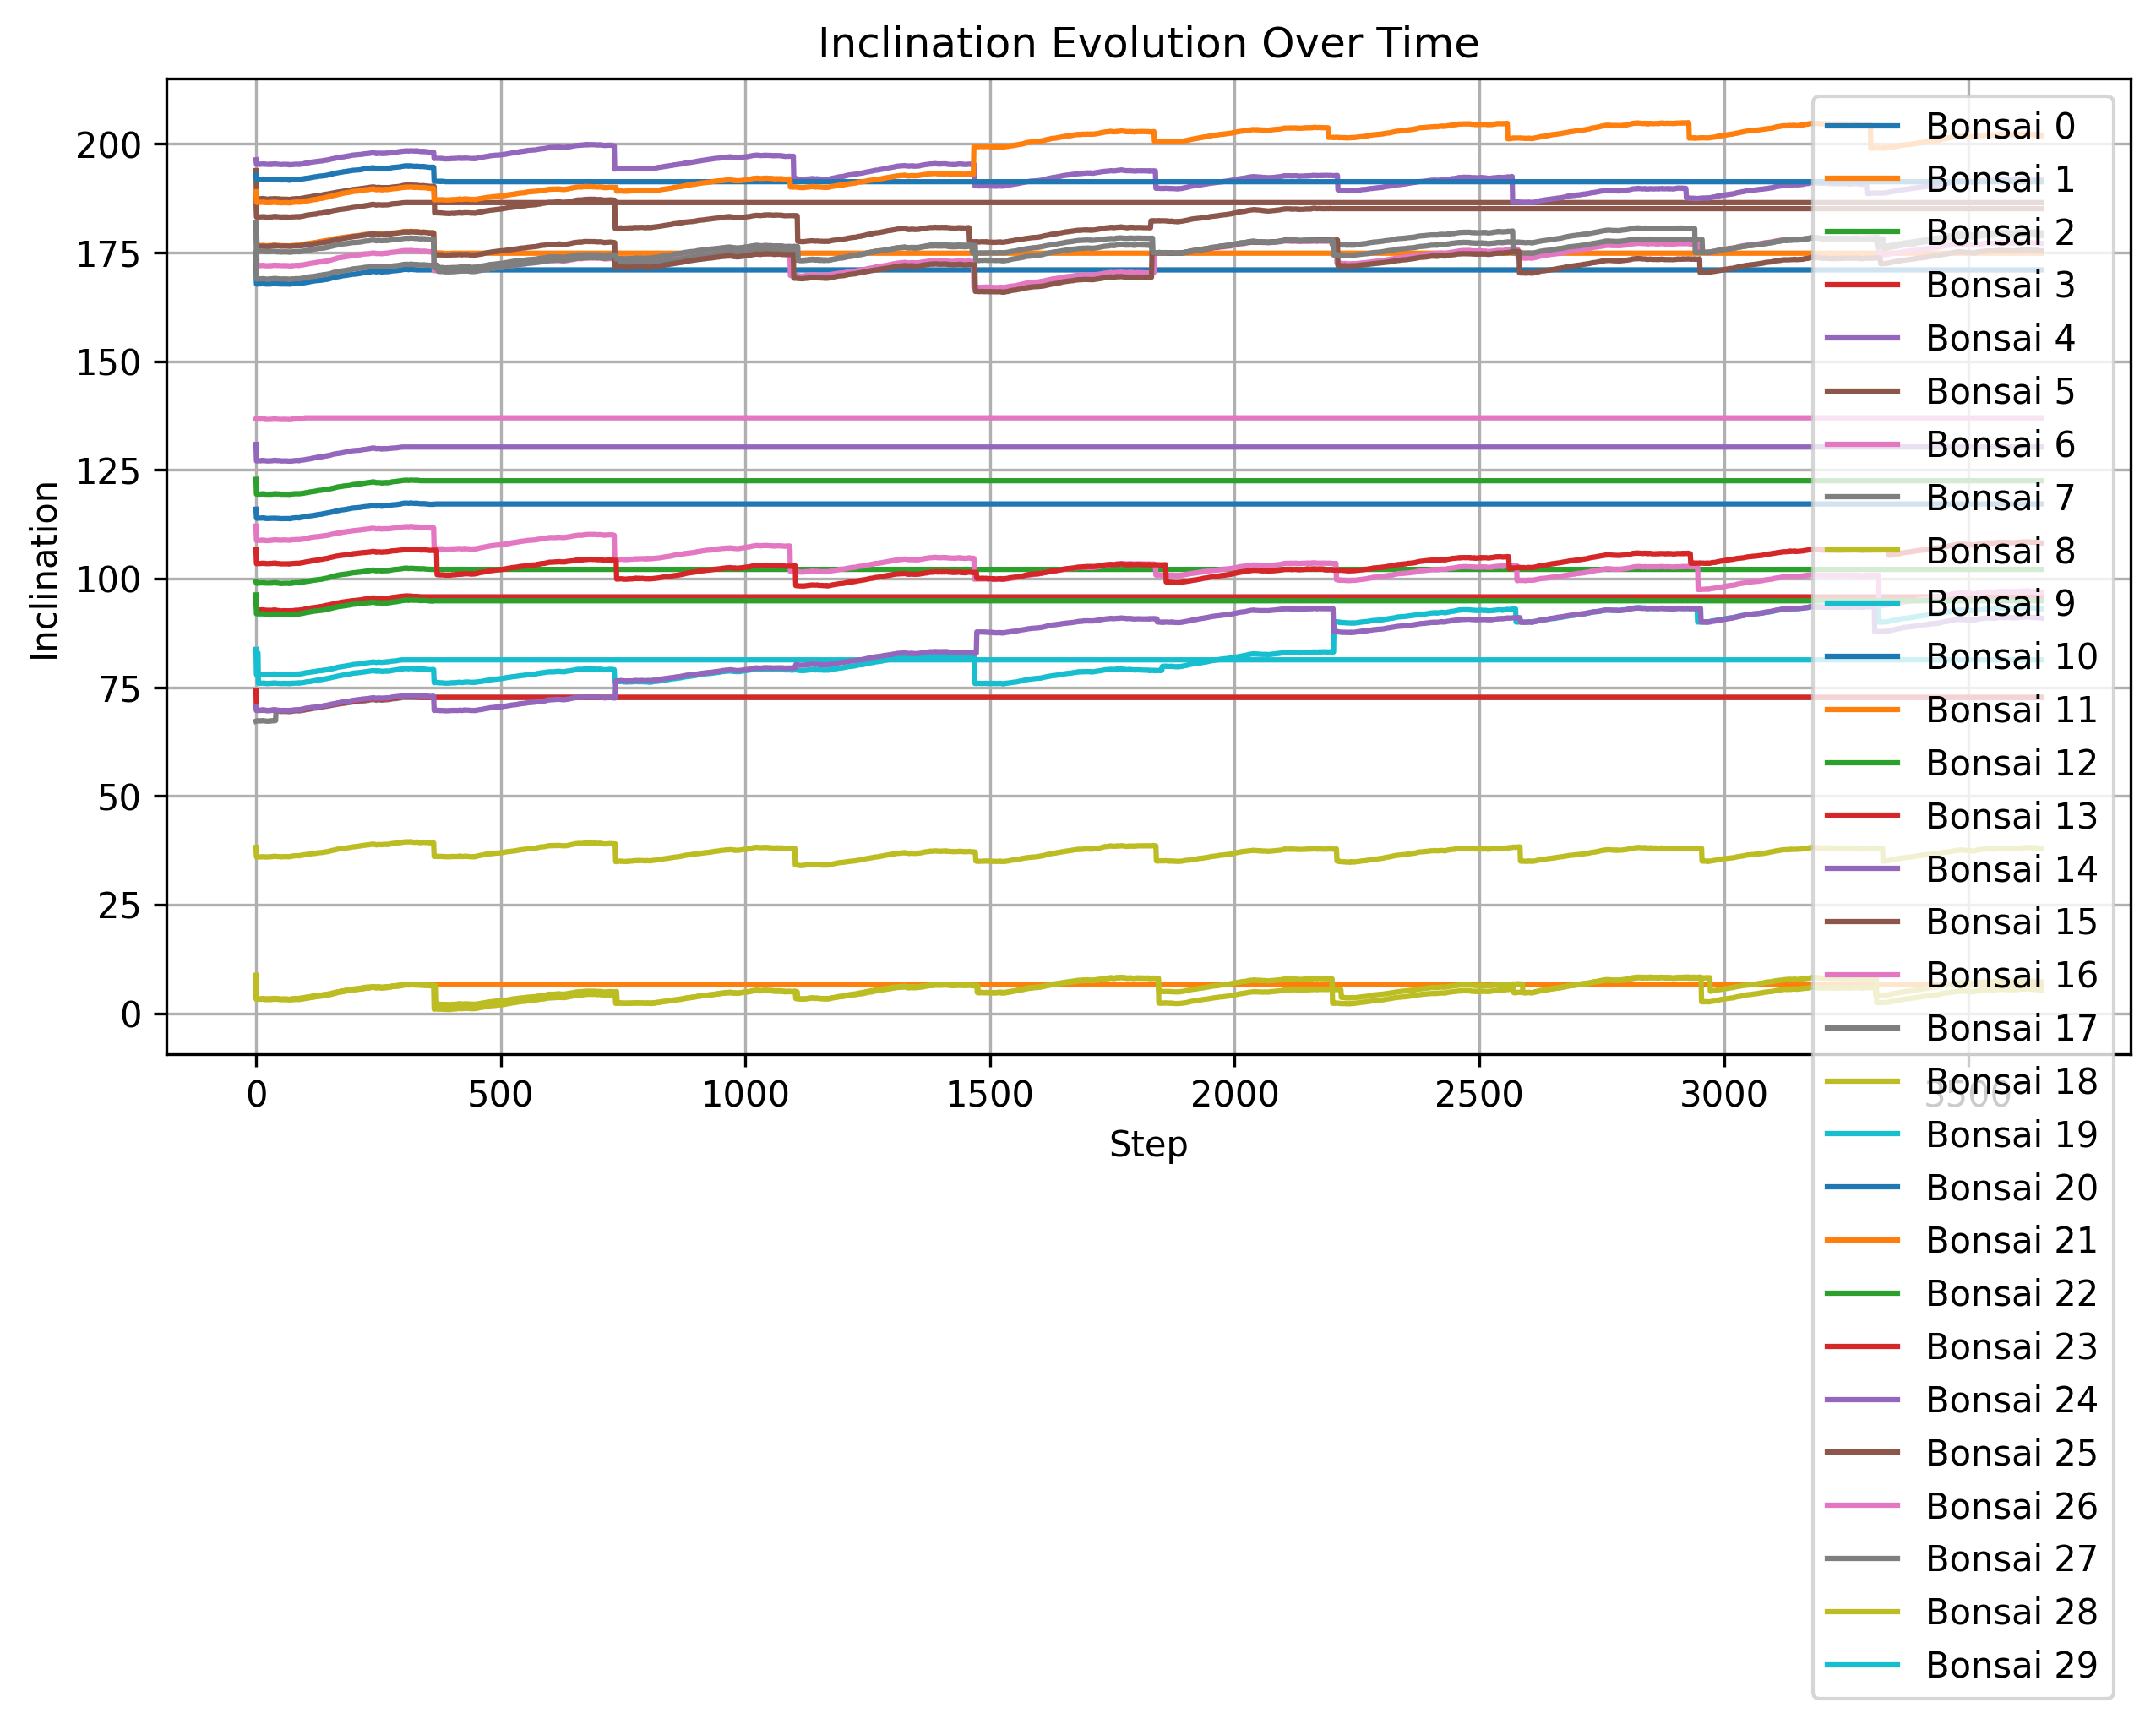 Inclination Evolution Over Time
Inclination
200
175
150
125
100
75
50
25
0
0
500
1000
1500
2000
2500
3000
3500
Step
Bonsai 0
Bonsai 1
Bonsai 2
Bonsai 3
Bonsai 4
Bonsai 5
Bonsai 6
Bonsai 7
Bonsai 8
Bonsai 9
Bonsai 10
Bonsai 11
Bonsai 12
Bonsai 13
Bonsai 14
Bonsai 15
Bonsai 16
Bonsai 17
Bonsai 18
Bonsai 19
Bonsai 20
Bonsai 21
Bonsai 22
Bonsai 23
Bonsai 24
Bonsai 25
Bonsai 26
Bonsai 27
Bonsai 28
Bonsai 29